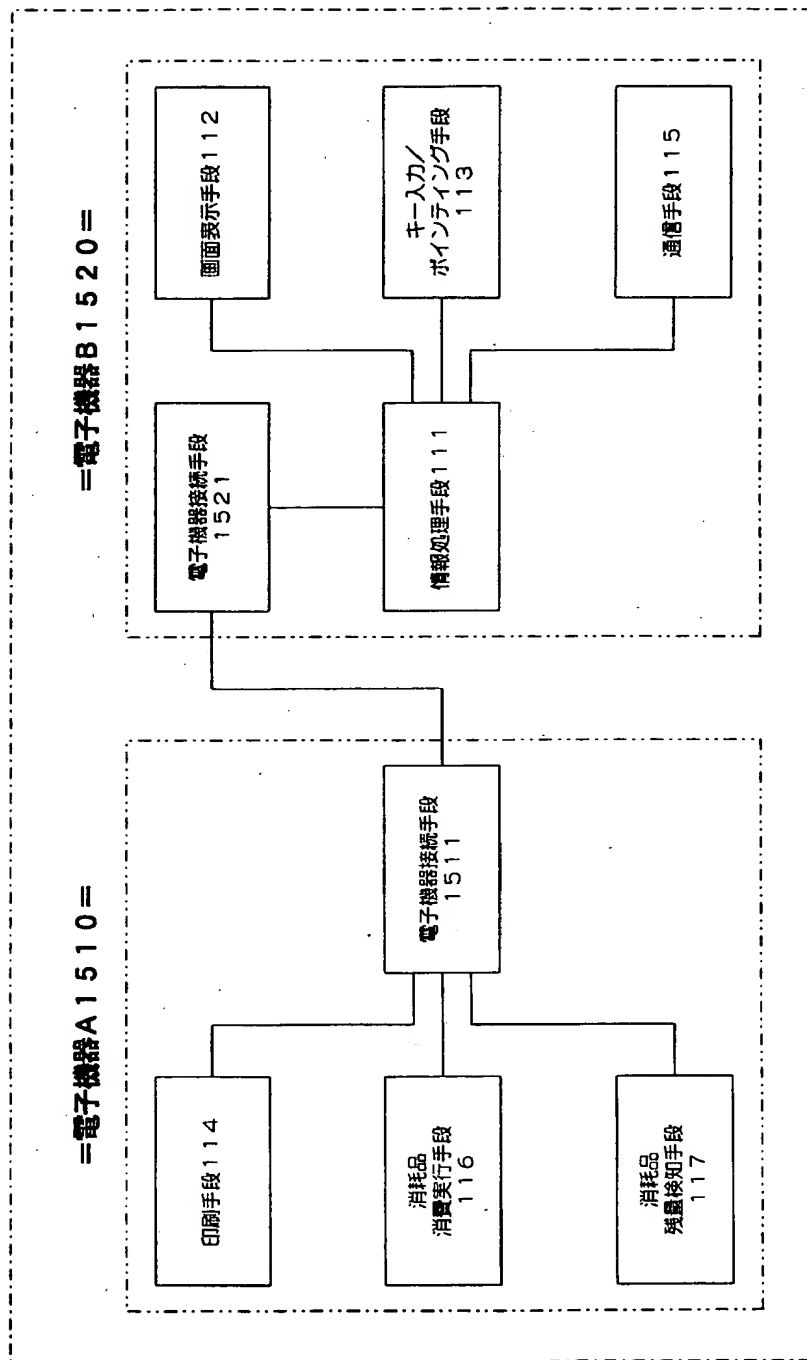 =電子機器A1510=
印刷手段114
消耗品
消費実行手段
116
消耗品
残量検知手段
117
電子機器接続手段
1511
=電子機器B1520=
電子機器接続手段
1521
情報処理手段111
画面表示手段112
キー入力/
ポインティング手段
113
通信手段115